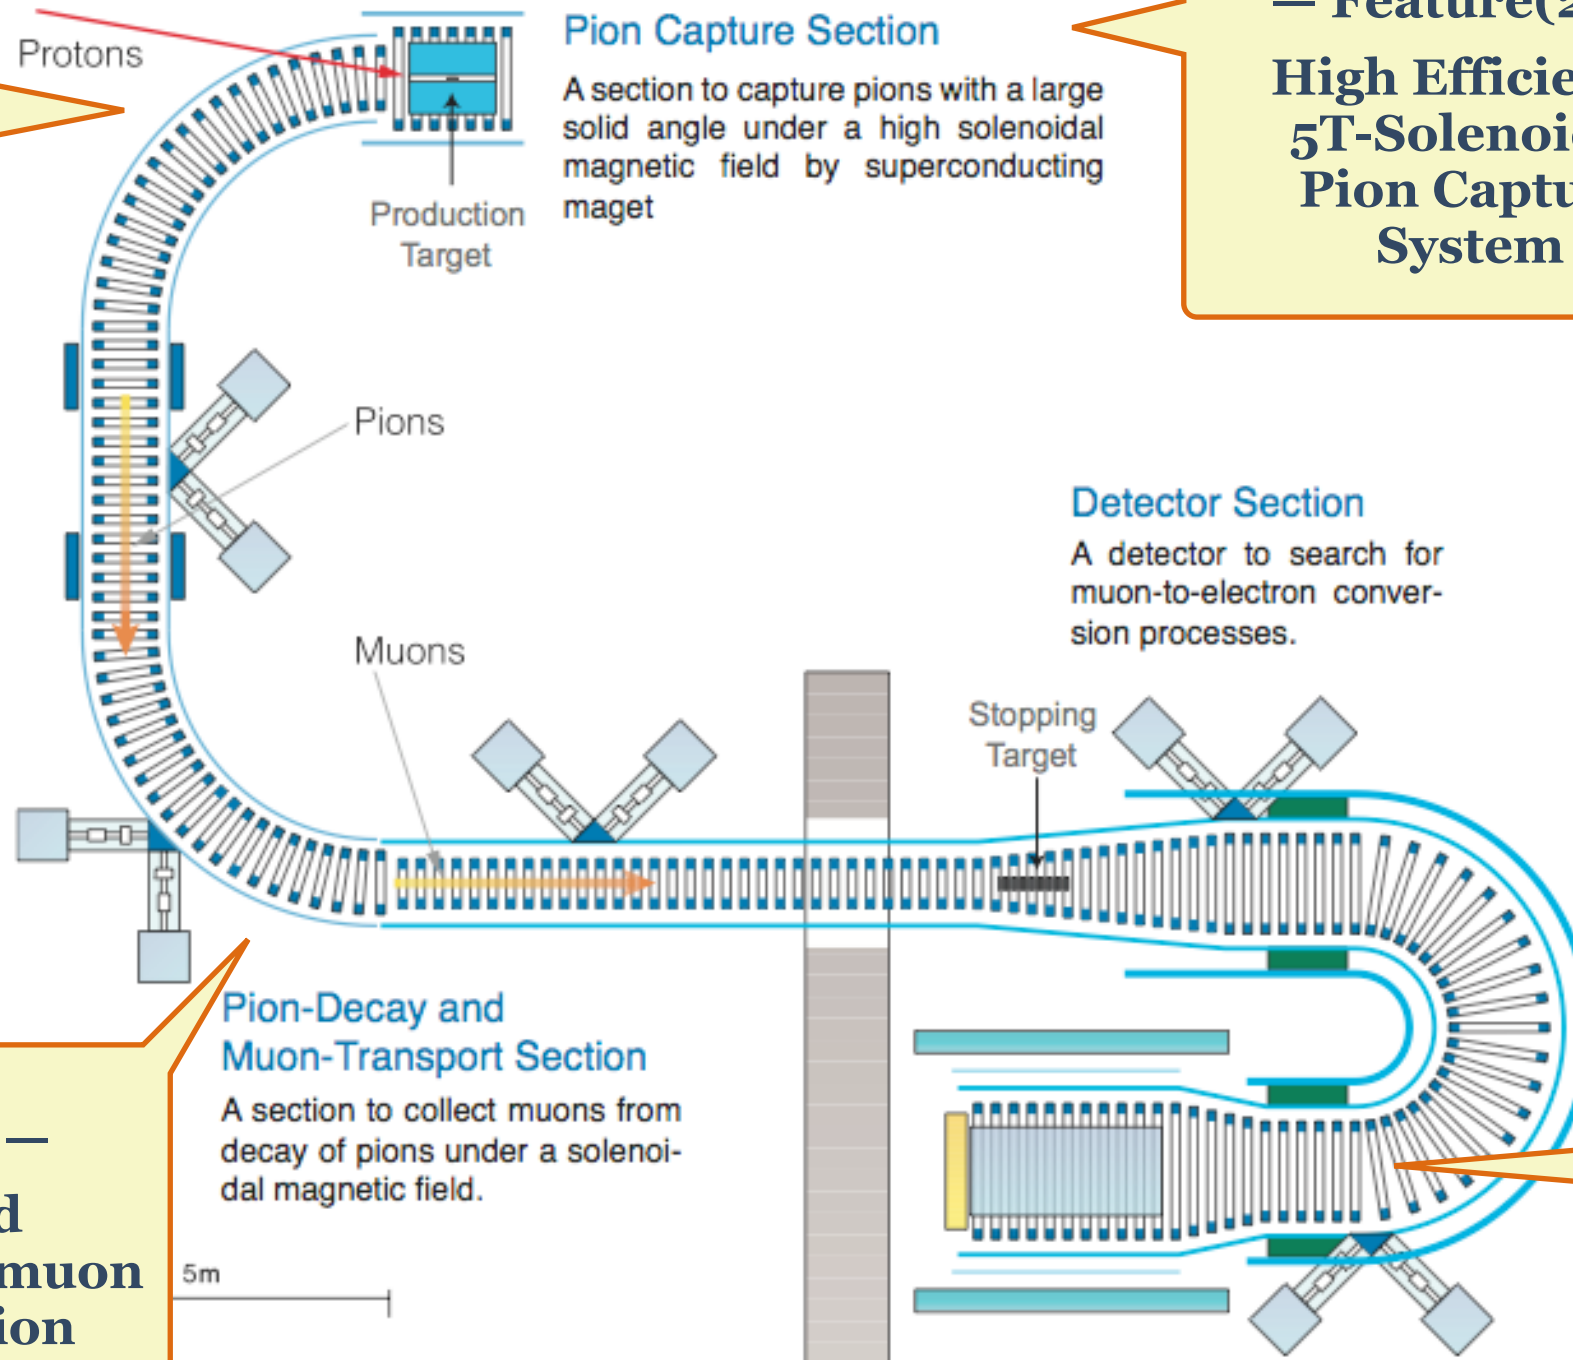 Protons
Pion Capture Section
A section to capture pions with a large
solid angle under a high solenoidal
magnetic field by superconducting
maget
Production
Target
— Feature(2
High Efficie
5T-Solenoi
Pion Captu
System
Pions
Detector Section
A detector to search for
muon-to-electron conver-
sion processes.
Muons
Stopping
Target
Pion-Decay and
Muon-Transport Section
A section to collect muons from
decay of pions under a solenoi-
dal magnetic field.
—
d
muon
ion
5m